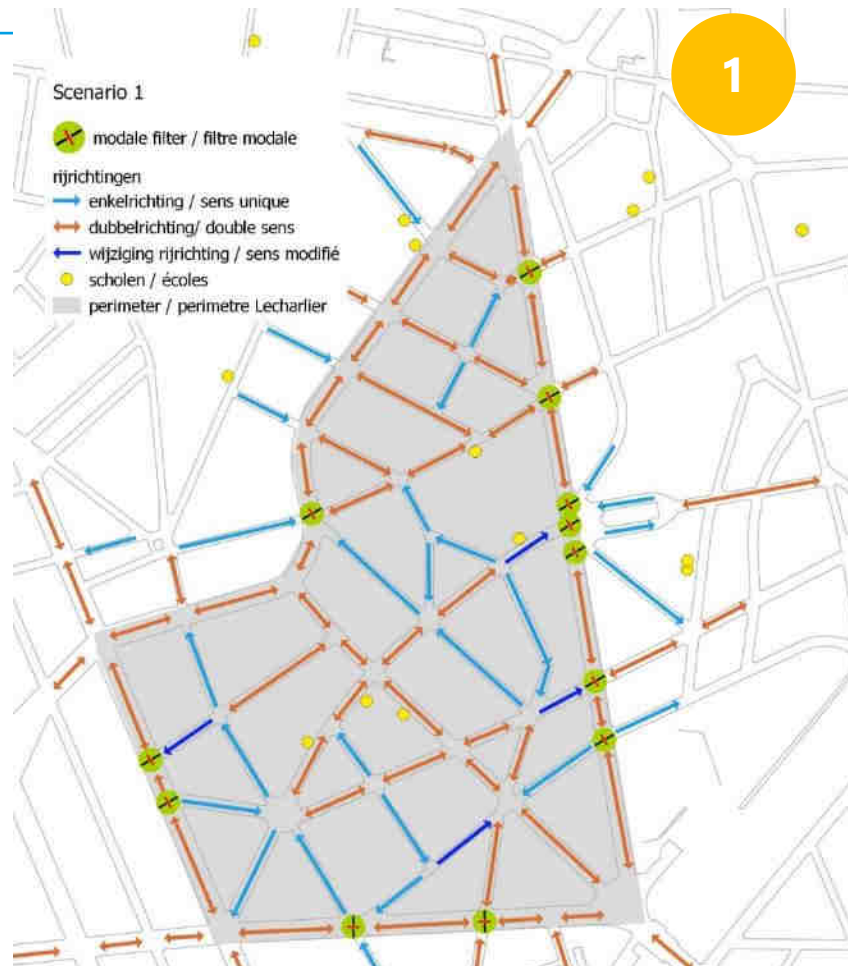 1
Scenario 1
modale filter / filtre modale
rijrichtingen
enkelrichting / sens unique
dubbelrichting/ double sens
wijziging rijrichting / sens modifié
scholen / écoles
perimeter / perimetre Lecharlier